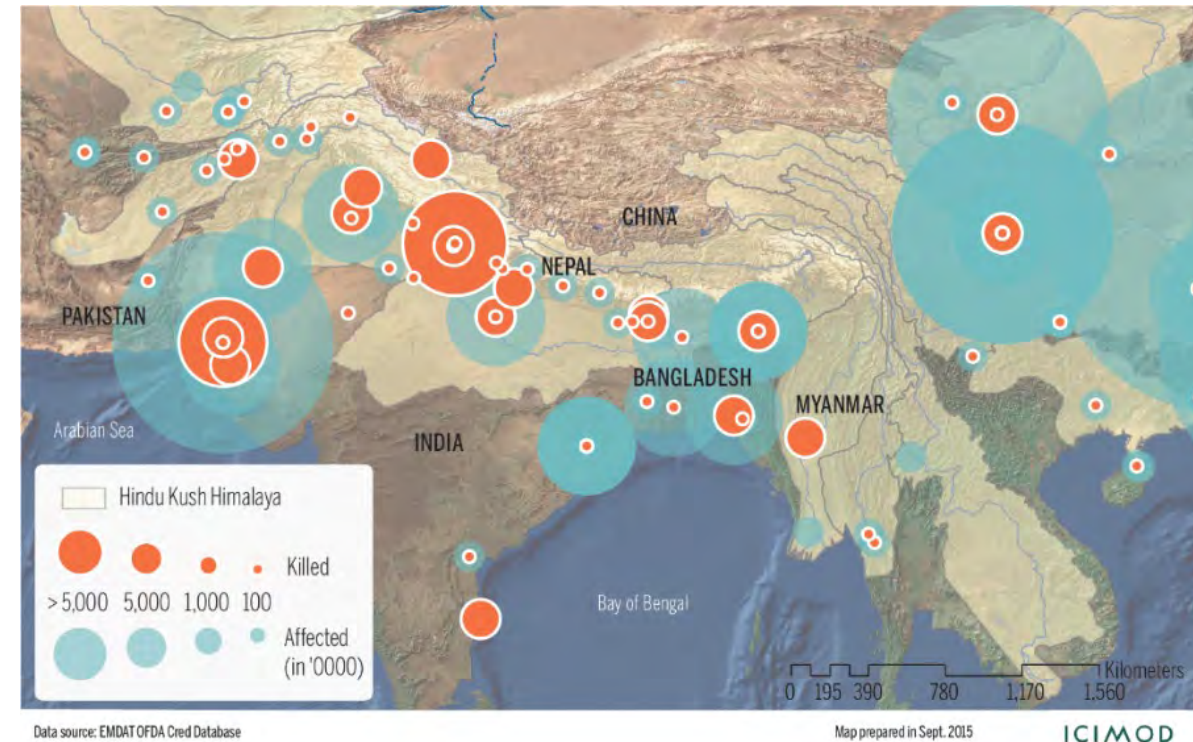 CHINA
NEPAL
PAKISTAN
BANGLADESH
MYANMAR
Arabian Sea
INDIA
Hindu Kush Himalaya
Killed
> 5,000 5,000 1,000 100
Affected
(in '0000)
Bay of Bengal
Kilometers
0 195 390 780 1,170 1,560
Data source: EMDAT OFDA Cred Database
Map prepared in Sept. 2015
ICIMOD